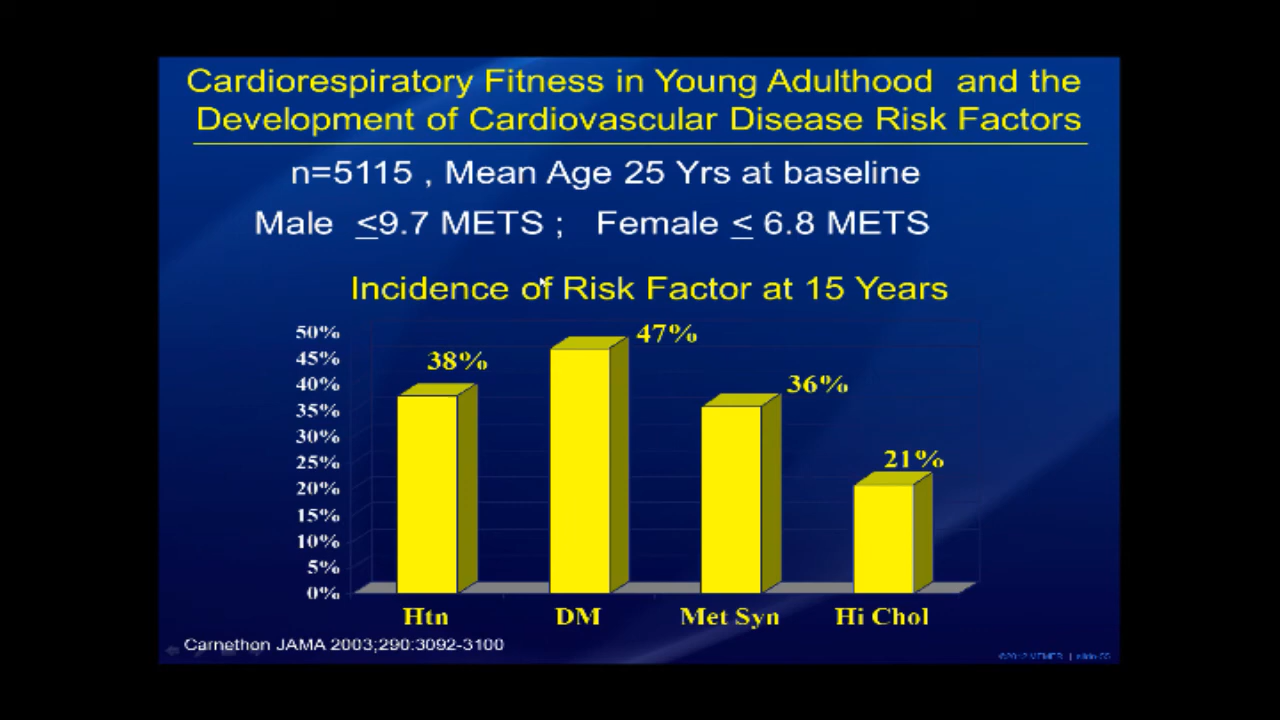 Cardiorespiratory Fitness in Young Adulthood and the
Development of Cardiovascular Disease Risk Factors
n=5115 , Mean Age 25 Yrs at baseline
Male ≤9.7 METS ; Female ≤ 6.8 METS
Incidence of Risk Factor at 15 Years
50%
45%
40%
35%
30%
25%
20%
15%
10%
5%
0%
38%
47%
36%
21%
Htn DM Met Syn Hi Chol
Carnethon JAMA 2003;290:3092-3100
©2012 | slide